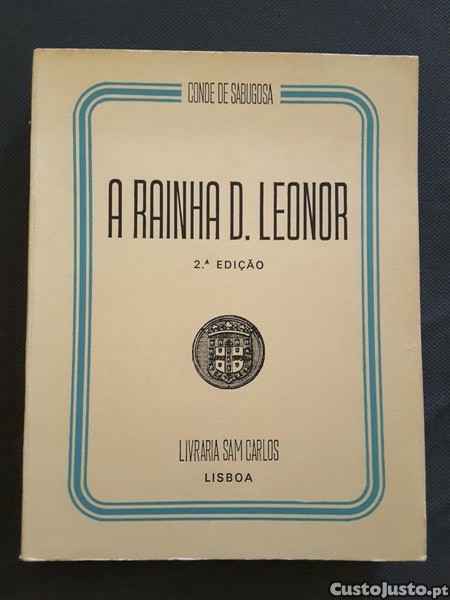 CONDE DE SABUGOSA
A RAINHA D. LEONOR
2.ª EDIÇÃO
LIVRARIA SAM CARLOS
LISBOA
CustoJusto.pt